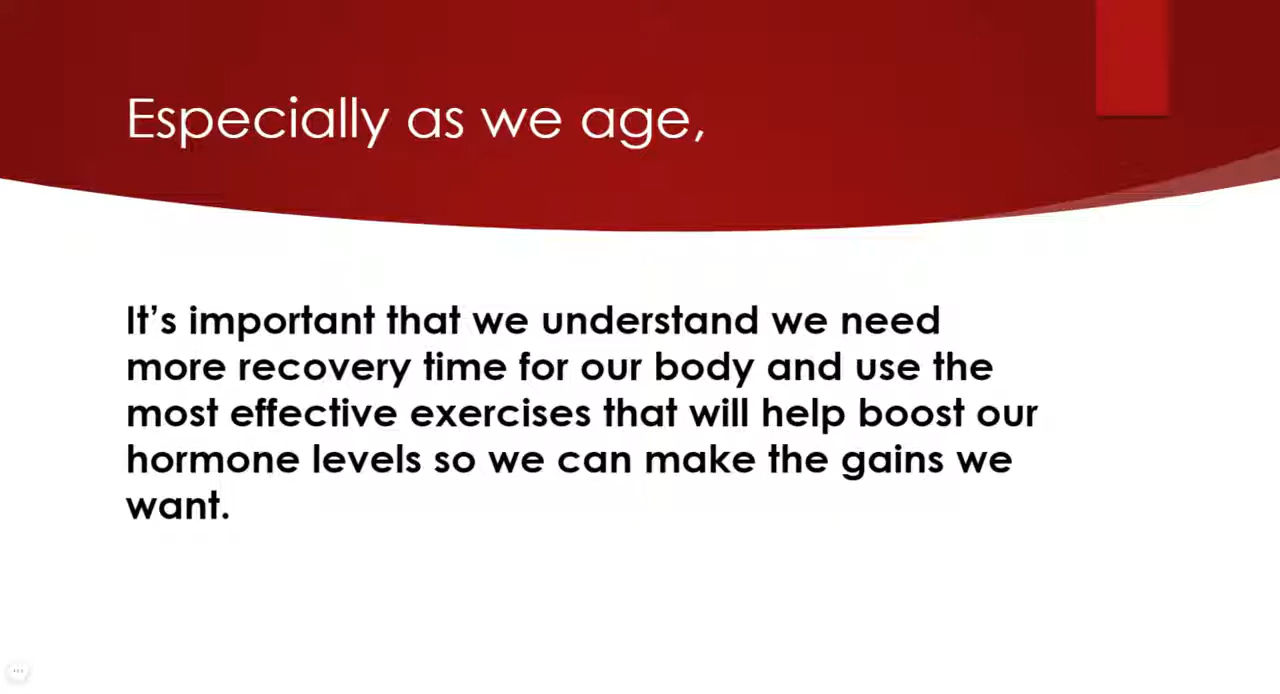 Especially as we age,
It’s important that we understand we need
more recovery time for our body and use the
most effective exercises that will help boost our
hormone levels so we can make the gains we
want.